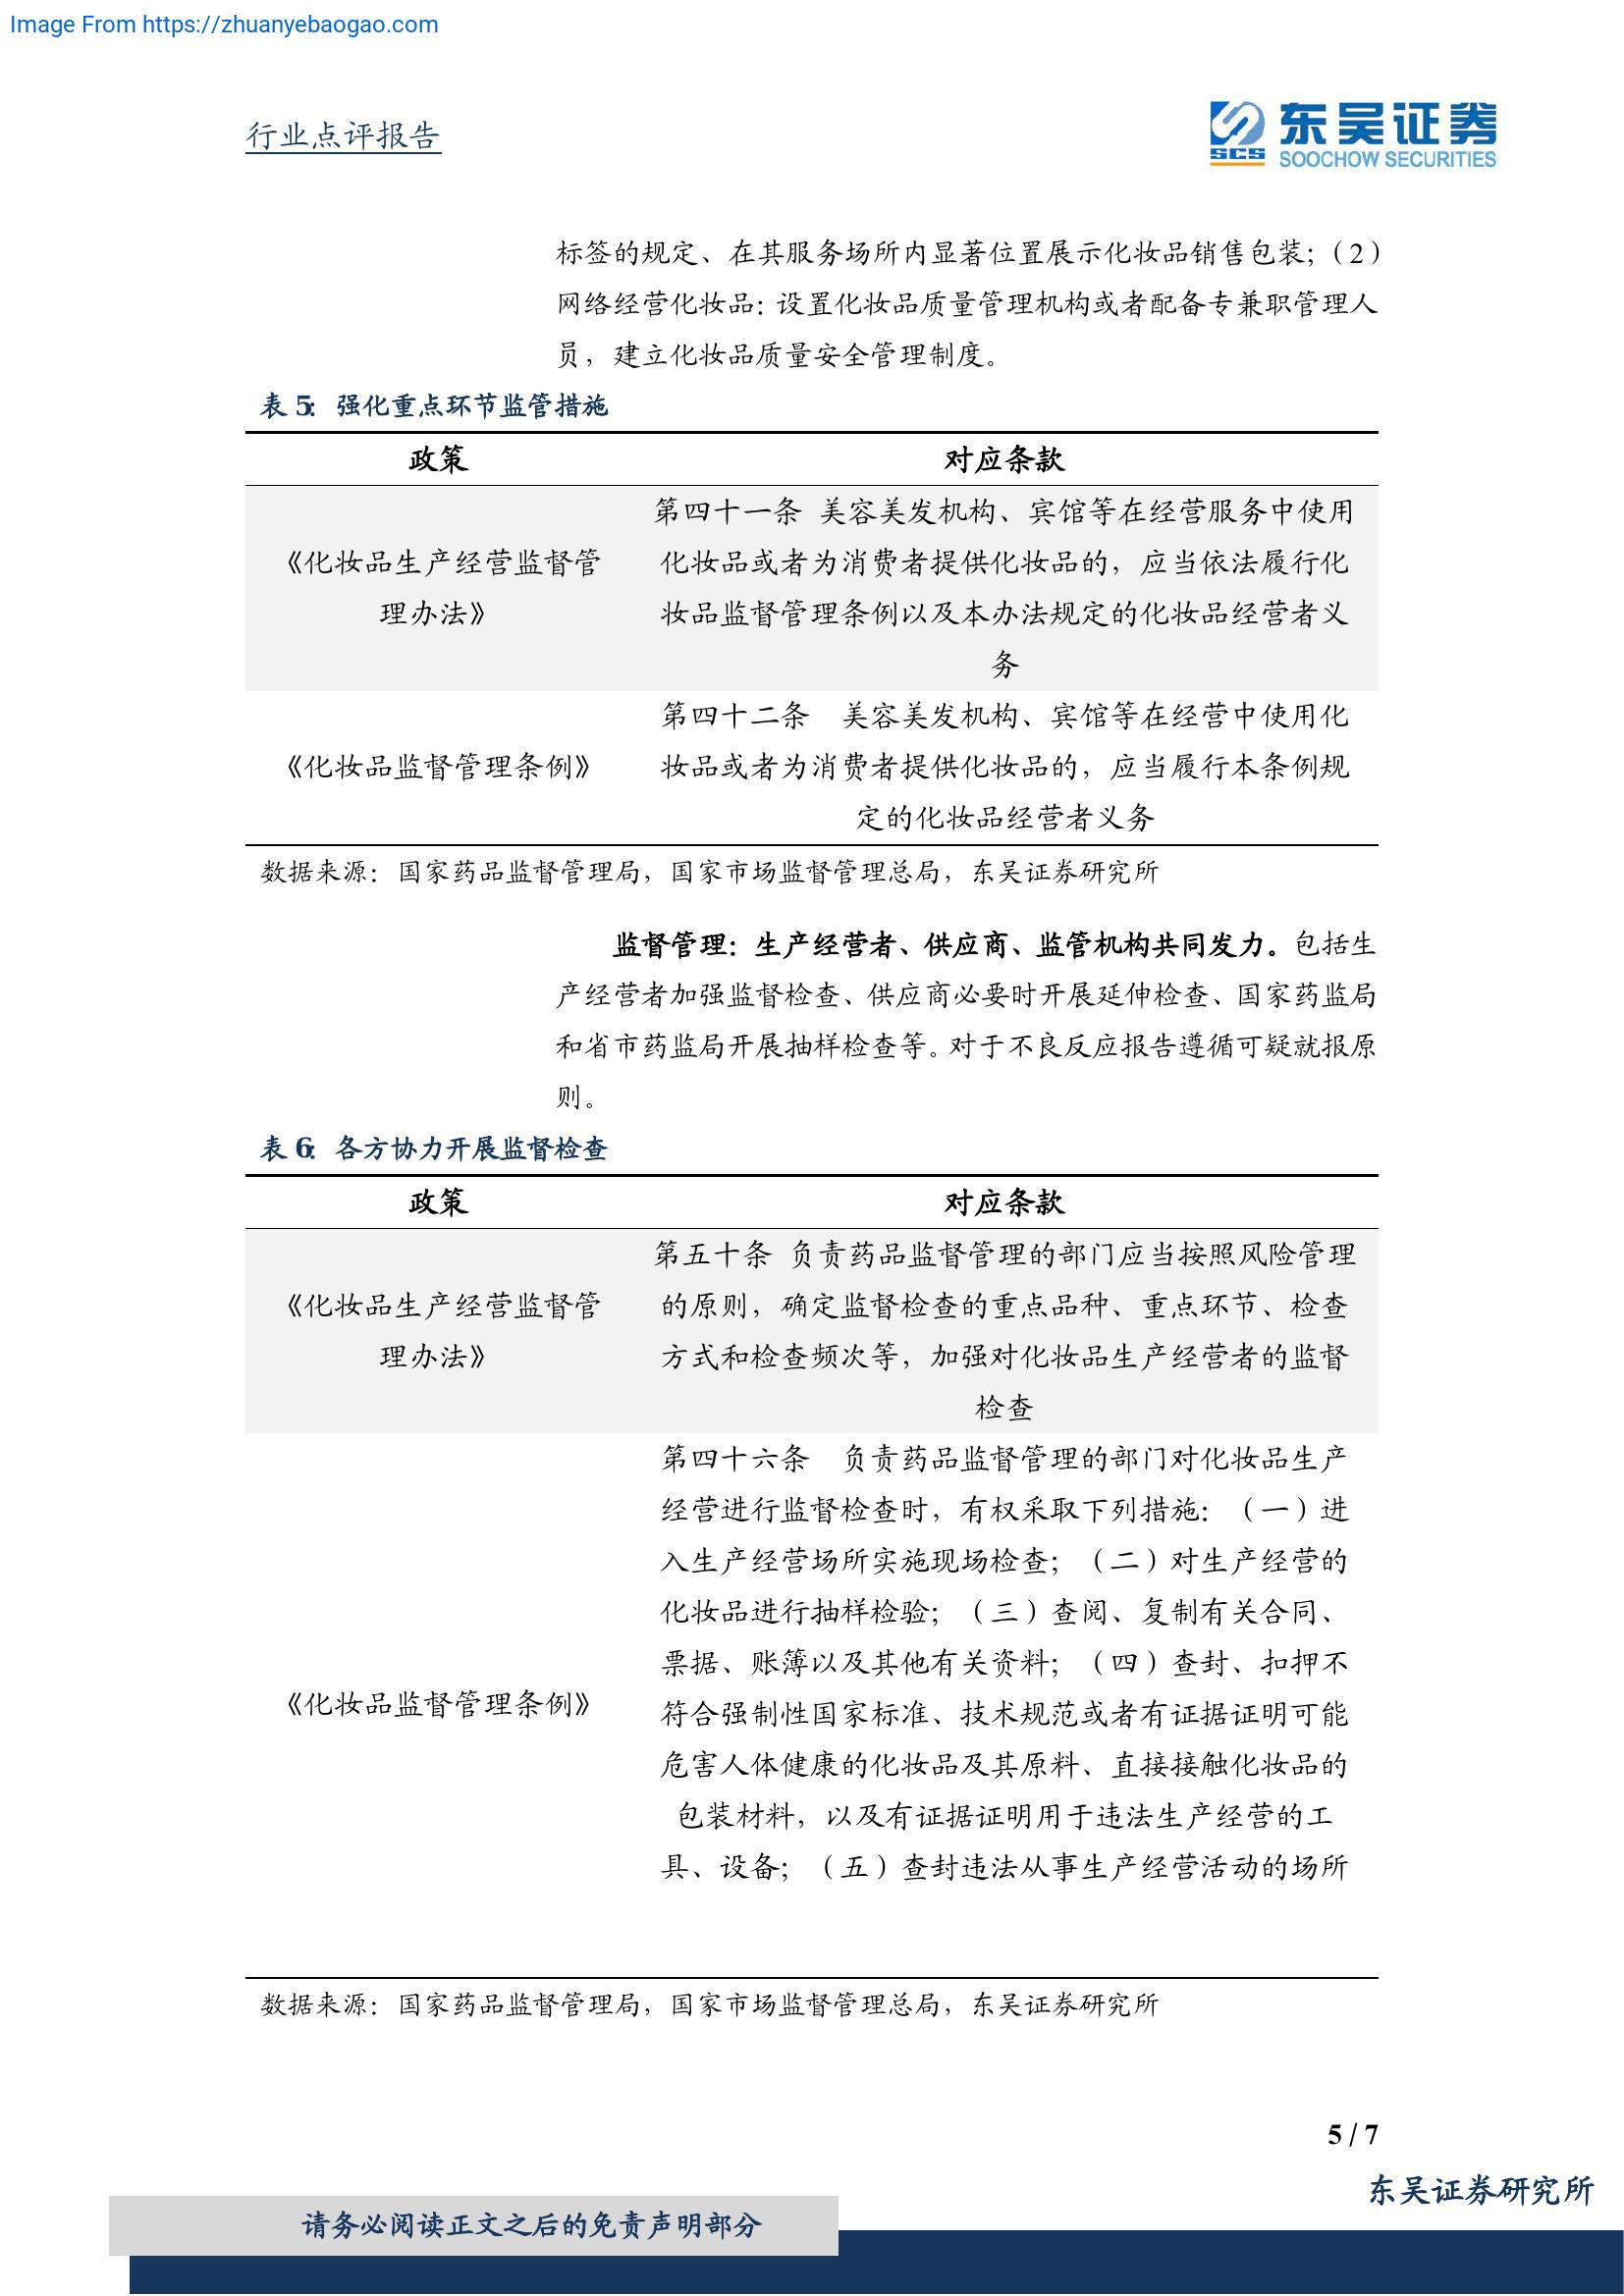 Image From https://zhuanyebaogao.com
行业点评报告
东吴证券
SCS
SOOCHOW SECURITIES
标签的规定、在其服务场所内显著位置展示化妆品销售包装；（2）
网络经营化妆品：设置化妆品质量管理机构或者配备专兼职管理人
员，建立化妆品质量安全管理制度。
表 5：强化重点环节监管措施
政策 对应条款
第四十一条 美容美发机构、宾馆等在经营服务中使用
《化妆品生产经营监督管 化妆品或者为消费者提供化妆品的，应当依法履行化
理办法》 妆品监督管理条例以及本办法规定的化妆品经营者义
务
第四十二条 美容美发机构、宾馆等在经营中使用化
《化妆品监督管理条例》 妆品或者为消费者提供化妆品的，应当履行本条例规
定的化妆品经营者义务
数据来源：国家药品监督管理局，国家市场监督管理总局，东吴证券研究所
监督管理：生产经营者、供应商、监管机构共同发力。包括生
产经营者加强监督检查、供应商必要时开展延伸检查、国家药监局
和省市药监局开展抽样检查等。对于不良反应报告遵循可疑就报原
则。
表 6：各方协力开展监督检查
政策 对应条款
第五十条 负责药品监督管理的部门应当按照风险管理
《化妆品生产经营监督管 的原则，确定监督检查的重点品种、重点环节、检查
理办法》 方式和检查频次等，加强对化妆品生产经营者的监督
检查
第四十六条 负责药品监督管理的部门对化妆品生产
经营进行监督检查时，有权采取下列措施：（一）进
入生产经营场所实施现场检查；（二）对生产经营的
化妆品进行抽样检验；（三）查阅、复制有关合同、
票据、账簿以及其他有关资料；（四）查封、扣押不
《化妆品监督管理条例》 符合强制性国家标准、技术规范或者有证据证明可能
危害人体健康的化妆品及其原料、直接接触化妆品的
包装材料，以及有证据证明用于违法生产经营的工
具、设备；（五）查封违法从事生产经营活动的场所
数据来源：国家药品监督管理局，国家市场监督管理总局，东吴证券研究所
5 / 7
东吴证券研究所
请务必阅读正文之后的免责声明部分